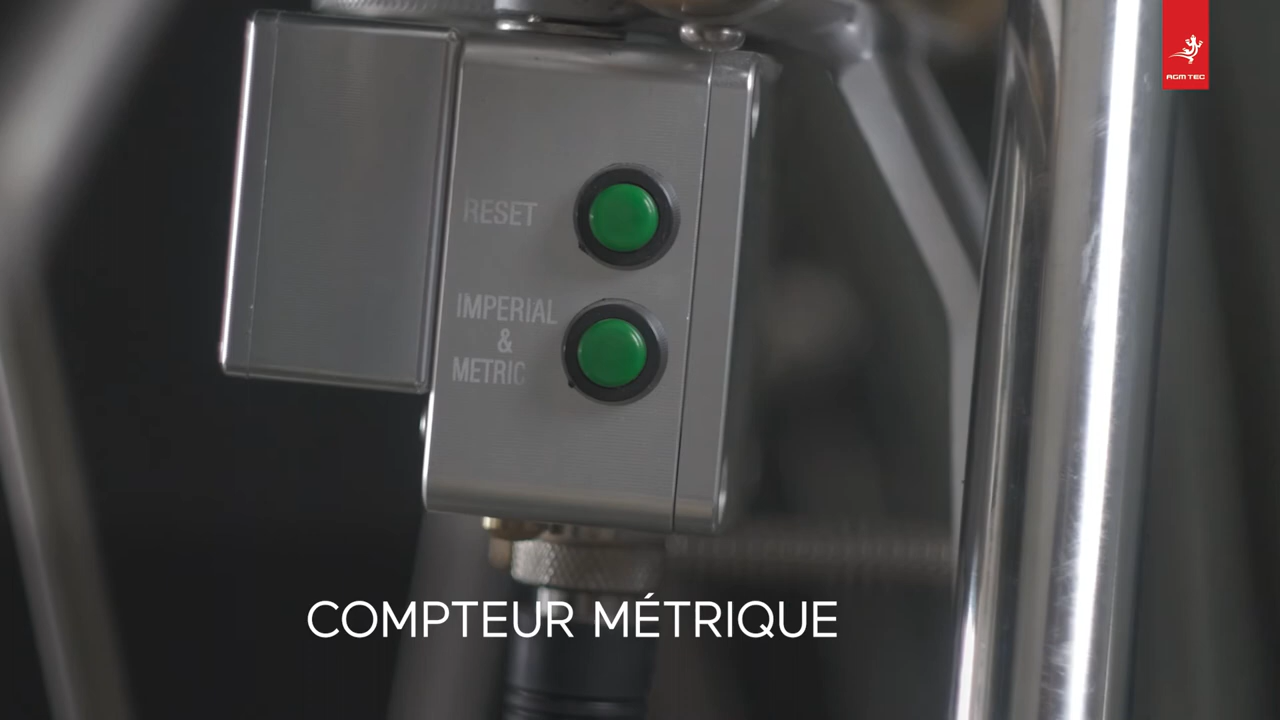 AGM TEC
RESET
IMPERIAL
&
METRIC
COMPTEUR MÉTRIQUE